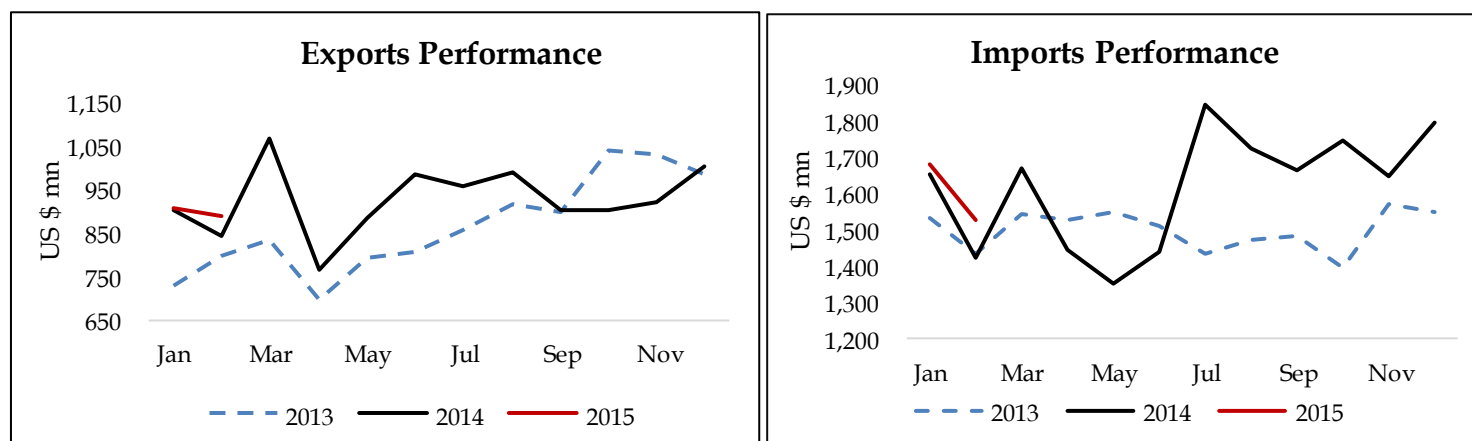 Exports Performance
US $ mn
1,150
1,050
950
850
750
650
Jan Mar May Jul Sep Nov
2013 2014 2015
Imports Performance
US $ mn
1,900
1,800
1,700
1,600
1,500
1,400
1,300
1,200
Jan Mar May Jul Sep Nov
2013 2014 2015